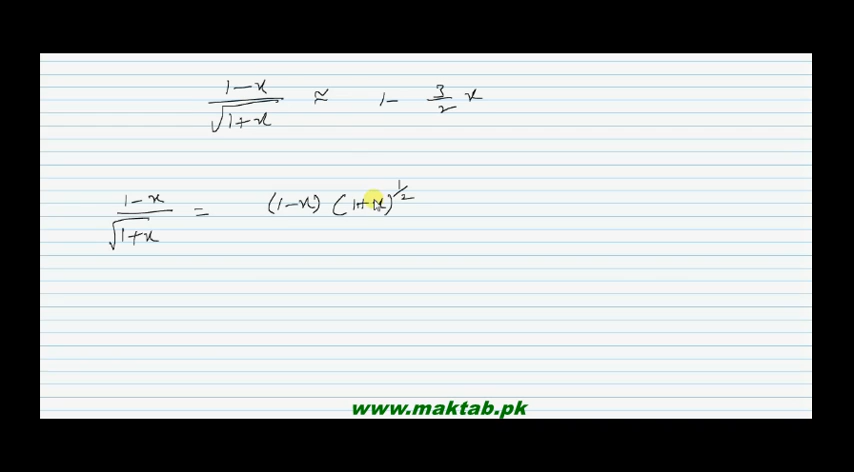 (1-x)/√(1+x) ≈ 1 - 3/2 x
(1-x)/√(1+x) = (1-x) (1+x)^1/2
www.maktab.pk